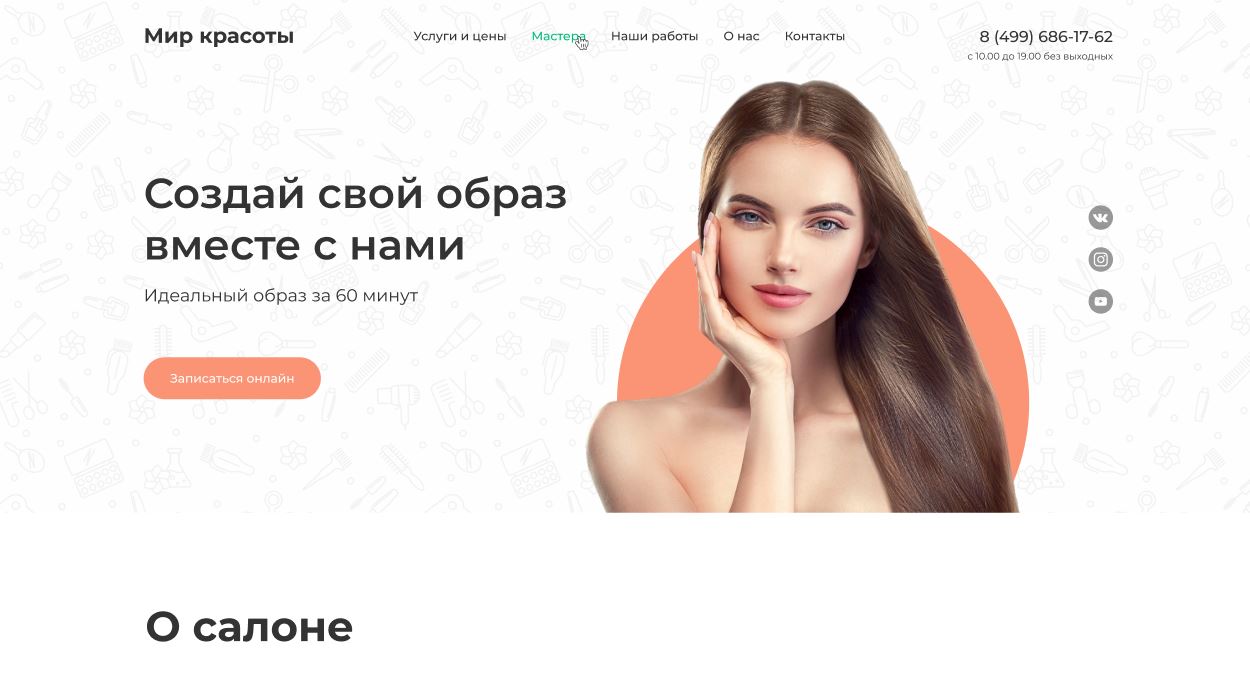 Мир красоты
Услуги и цены
Мастера
Наши работы
О нас
Контакты
8 (499) 686-17-62
с 10.00 до 19.00 без выходных
Создай свой образ
вместе с нами
Идеальный образ за 60 минут
Записаться онлайн
О салоне